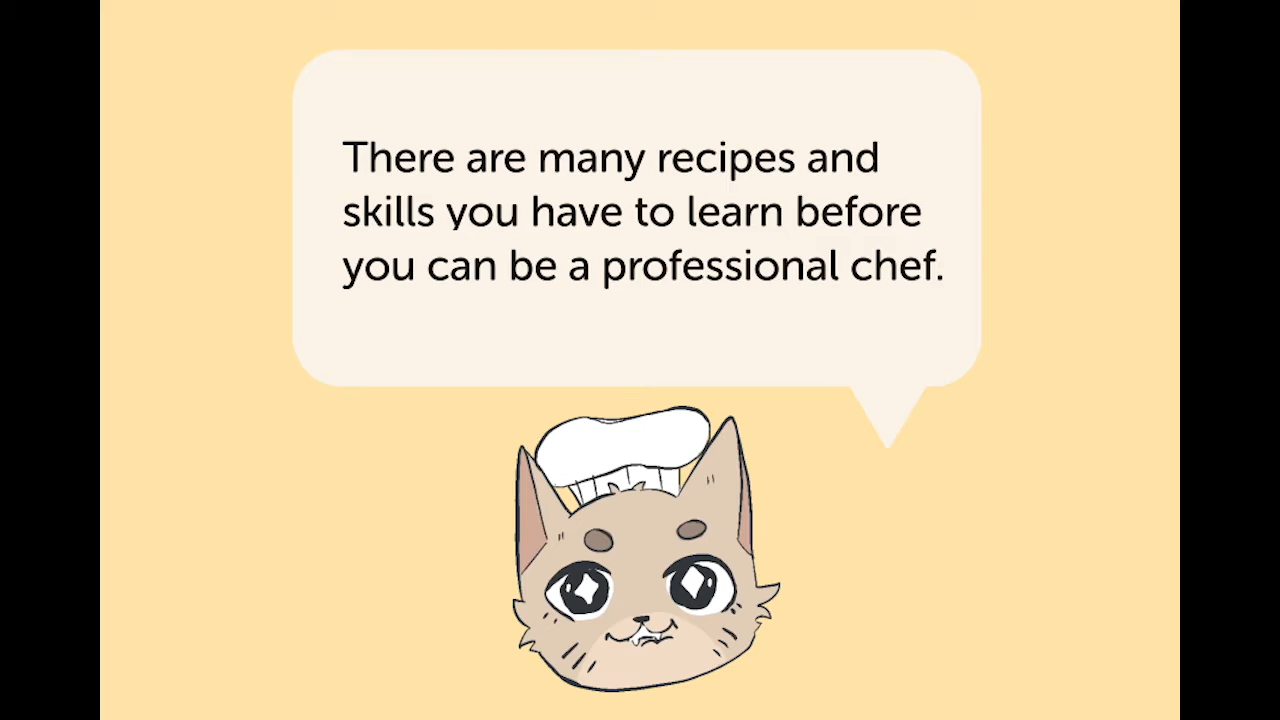 There are many recipes and
skills you have to learn before
you can be a professional chef.